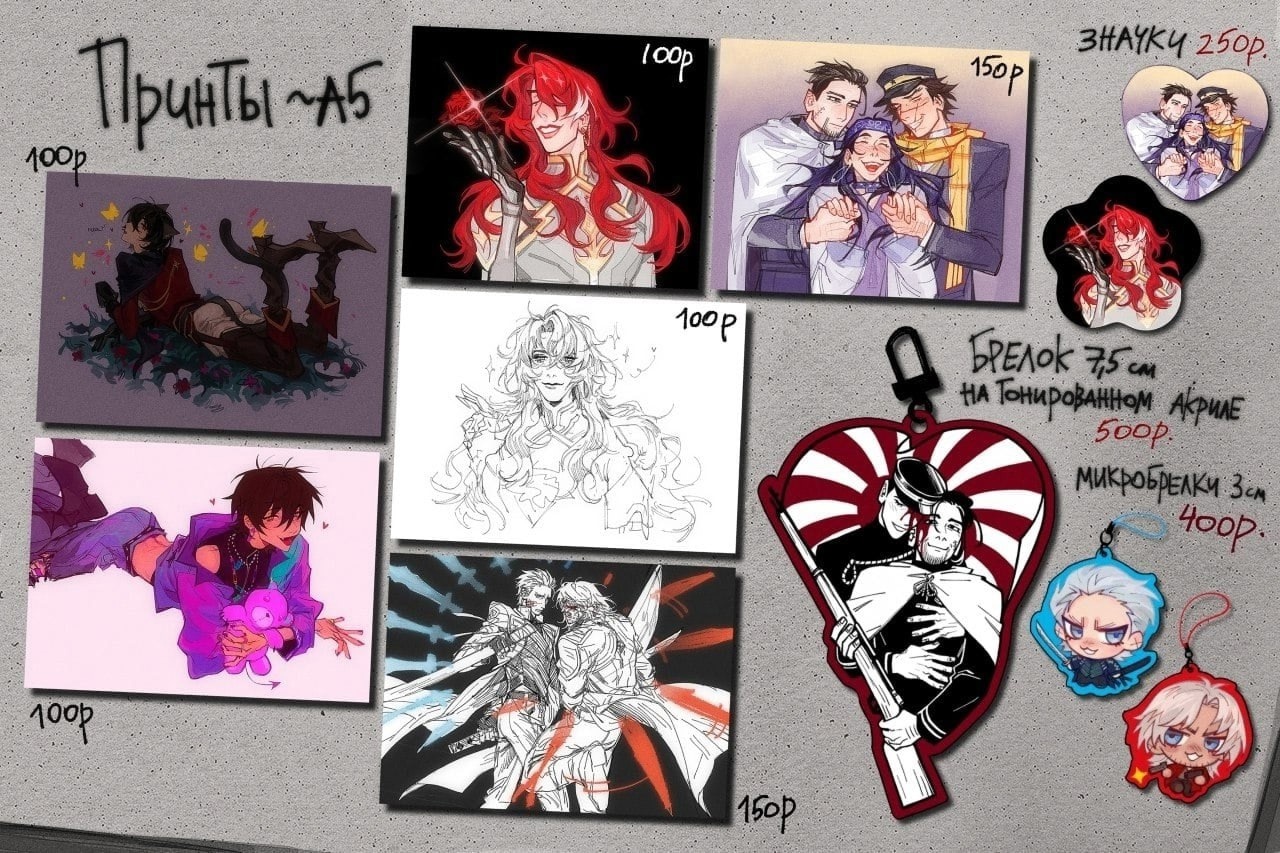 Принты ~А5
100р
100р
150р
100р
100р
150р
ЗНАЧКИ 250р.
БРЕЛОК 7,5 см
на Тонированном АКРИЛЕ
500р.
МИКРОБРЕЛКИ 3 см
400р.